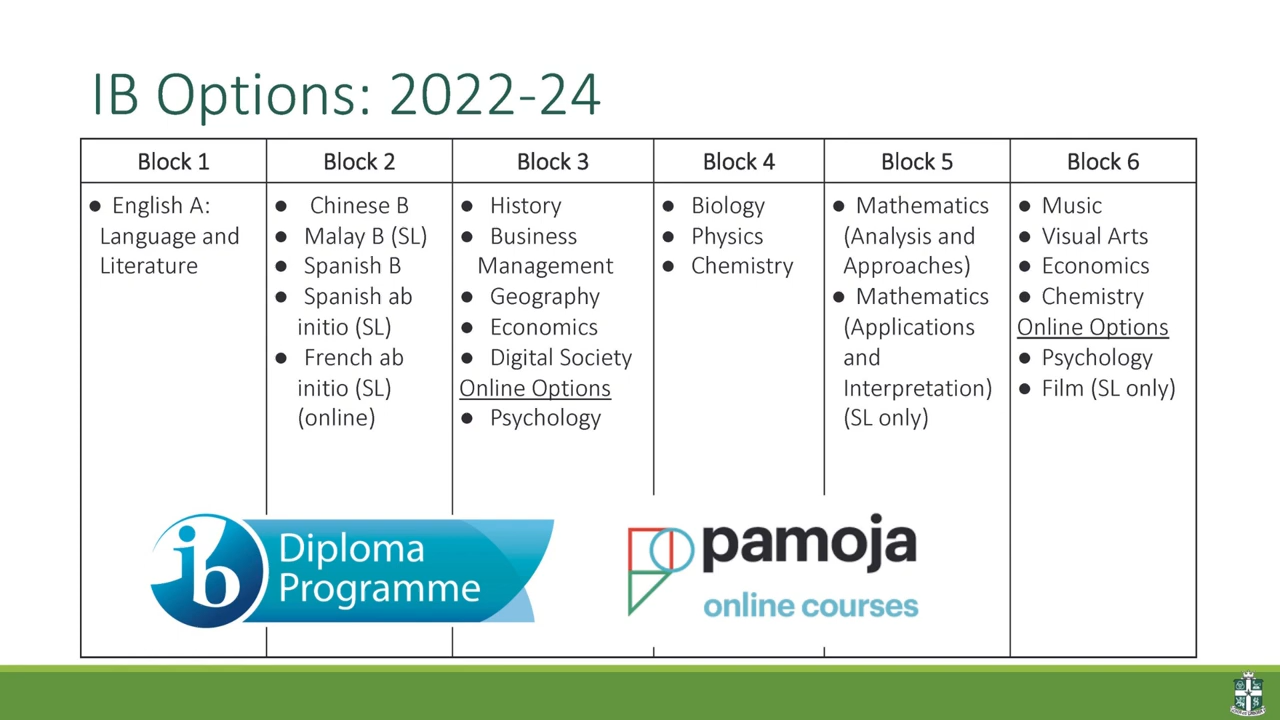 IB Options: 2022-24
Block 1
Block 2
Block 3
Block 4
Block 5
Block 6
● English A:
Language and
Literature
● Chinese B
● Malay B (SL)
● Spanish B
● Spanish ab
initio (SL)
● French ab
initio (SL)
(online)
● History
● Business
Management
● Geography
● Economics
● Digital Society
Online Options
● Psychology
● Biology
● Physics
● Chemistry
● Mathematics
(Analysis and
Approaches)
● Mathematics
(Applications
and
Interpretation)
(SL only)
● Music
● Visual Arts
● Economics
● Chemistry
Online Options
● Psychology
● Film (SL only)
ib
Diploma
Programme
pamoja
online courses